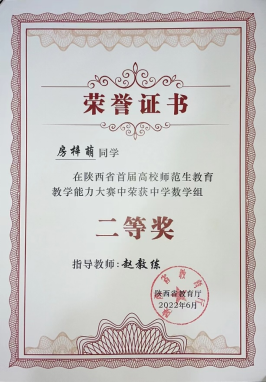 荣誉证书
房梓萌同学
在陕西省首届高校师范生教育
教学能力大赛中荣获中学数学组
二等奖
指导教师:赵教练
陕西省教育厅
2022年6月